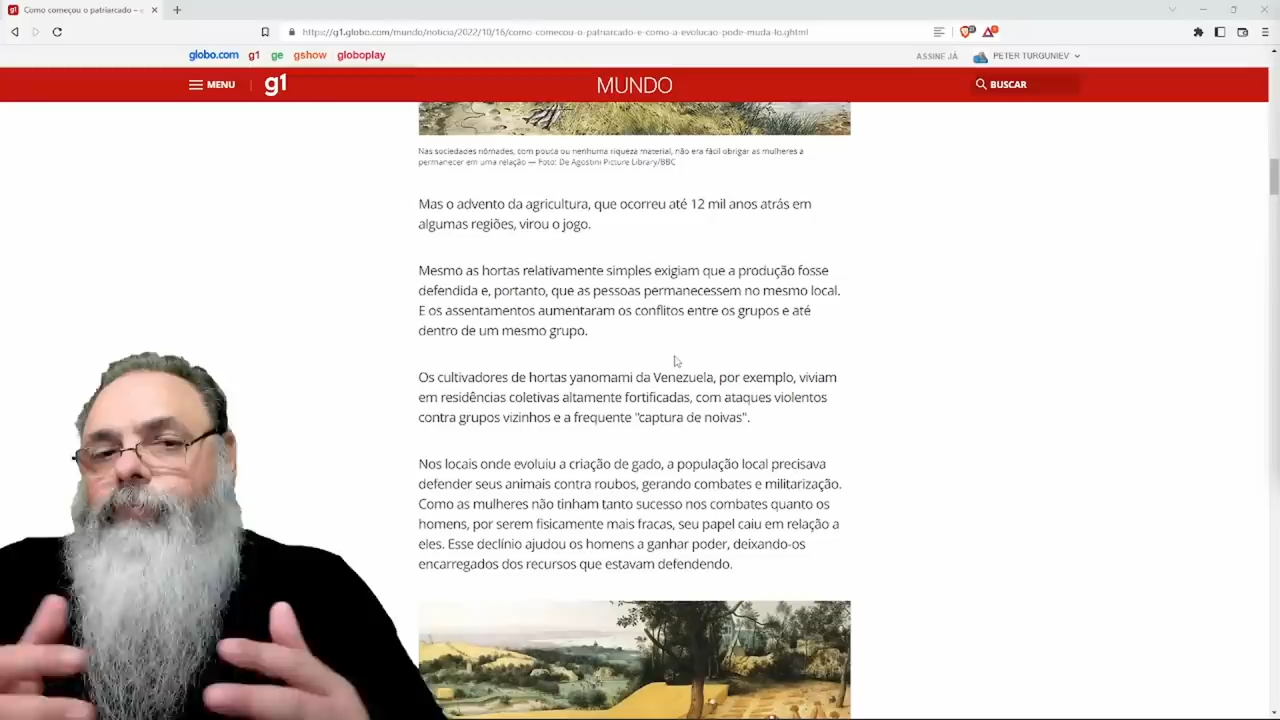 Como começou o patriarcado – e
https://g1.globo.com/mundo/noticia/2022/10/16/como-comecou-o-patriarcado-e-como-a-evolucao-pode-muda-lo.ghtml
globo.com g1 ge gshow globoplay
ASSINE JÁ PETER TURGUNIEV
MENU g1 MUNDO BUSCAR
Nas sociedades nômades, com pouca ou nenhuma riqueza material, não era fácil obrigar as mulheres a
permanecer em uma relação — Foto: De Agostini Picture Library/BBC
Mas o advento da agricultura, que ocorreu até 12 mil anos atrás em
algumas regiões, virou o jogo.
Mesmo as hortas relativamente simples exigiam que a produção fosse
defendida e, portanto, que as pessoas permanecessem no mesmo local.
E os assentamentos aumentaram os conflitos entre os grupos e até
dentro de um mesmo grupo.
Os cultivadores de hortas yanomami da Venezuela, por exemplo, viviam
em residências coletivas altamente fortificadas, com ataques violentos
contra grupos vizinhos e a frequente "captura de noivas".
Nos locais onde evoluiu a criação de gado, a população local precisava
defender seus animais contra roubos, gerando combates e militarização.
Como as mulheres não tinham tanto sucesso nos combates quanto os
homens, por serem fisicamente mais fracas, seu papel caiu em relação a
eles. Esse declínio ajudou os homens a ganhar poder, deixando-os
encarregados dos recursos que estavam defendendo.